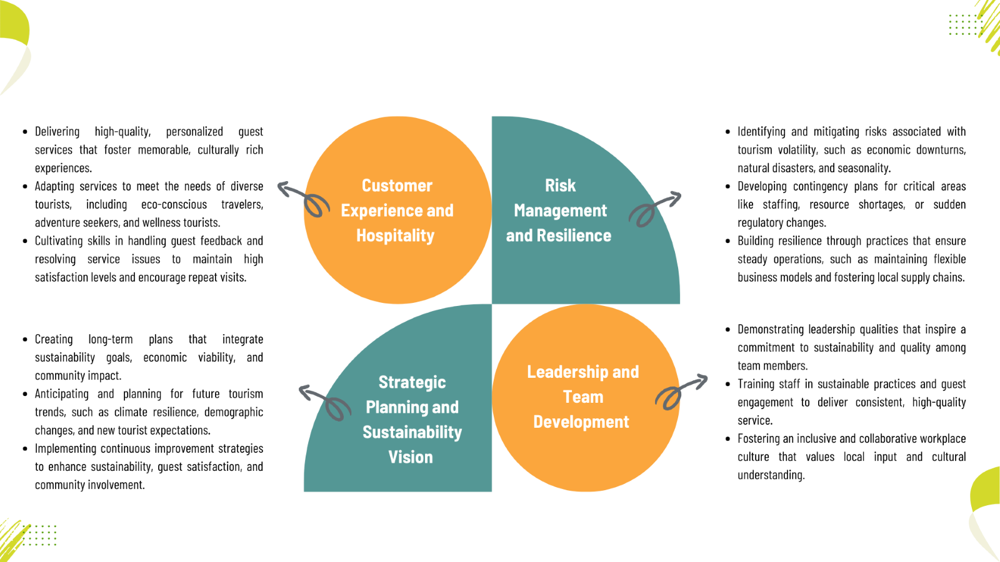 • Delivering high-quality, personalized guest
services that foster memorable, culturally rich
experiences.
• Adapting services to meet the needs of diverse
tourists, including eco-conscious travelers,
adventure seekers, and wellness tourists.
• Cultivating skills in handling guest feedback and
resolving service issues to maintain high
satisfaction levels and encourage repeat visits.
Customer
Experience and
Hospitality
Risk
Management
and Resilience
• Identifying and mitigating risks associated with
tourism volatility, such as economic downturns,
natural disasters, and seasonality.
• Developing contingency plans for critical areas
like staffing, resource shortages, or sudden
regulatory changes.
• Building resilience through practices that ensure
steady operations, such as maintaining flexible
business models and fostering local supply chains.
• Creating long-term plans that integrate
sustainability goals, economic viability, and
community impact.
• Anticipating and planning for future tourism
trends, such as climate resilience, demographic
changes, and new tourist expectations.
• Implementing continuous improvement strategies
to enhance sustainability, guest satisfaction, and
community involvement.
Strategic
Planning and
Sustainability
Vision
Leadership and
Team
Development
• Demonstrating leadership qualities that inspire a
commitment to sustainability and quality among
team members.
• Training staff in sustainable practices and guest
engagement to deliver consistent, high-quality
service.
• Fostering an inclusive and collaborative workplace
culture that values local input and cultural
understanding.